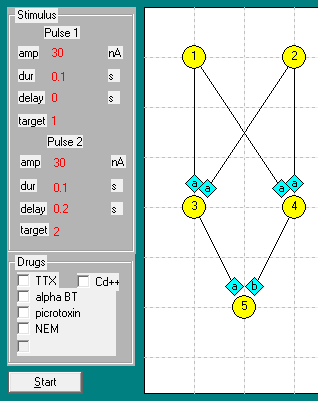 Stimulus
Pulse 1
amp 30 nA
dur 0.1 s
delay 0 s
target 1
Pulse 2
amp 30 nA
dur 0.1 s
delay 0.2 s
target 2
Drugs
TTX Cd++
alpha BT
picrotoxin
NEM
Start
1 2
a a a a
3 4
a b
5